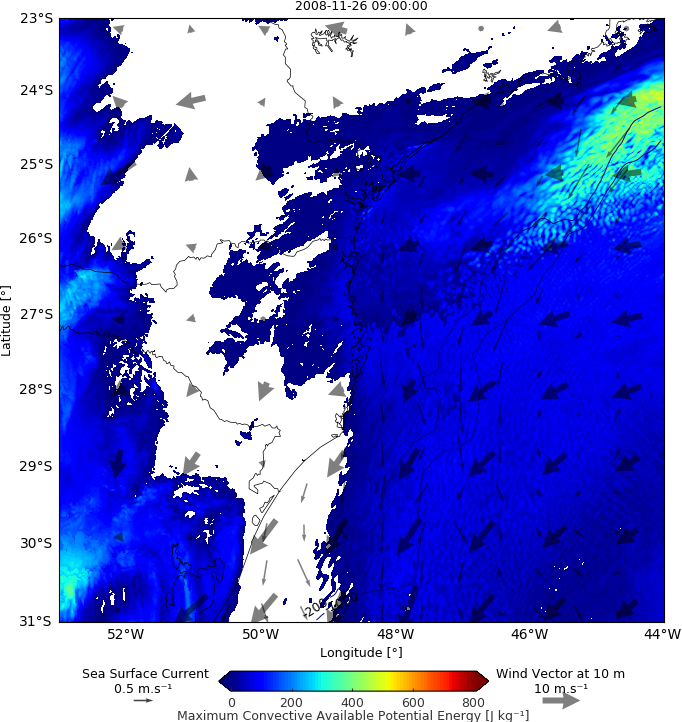 2008-11-26 09:00:00
23°S
24°S
25°S
26°S
27°S
28°S
29°S
30°S
31°S
Latitude [°]
200
52°W 50°W 48°W 46°W 44°W
Longitude [°]
Sea Surface Current
0.5 m.s⁻¹
Wind Vector at 10 m
10 m.s⁻¹
0 200 400 600 800
Maximum Convective Available Potential Energy [J kg⁻¹]